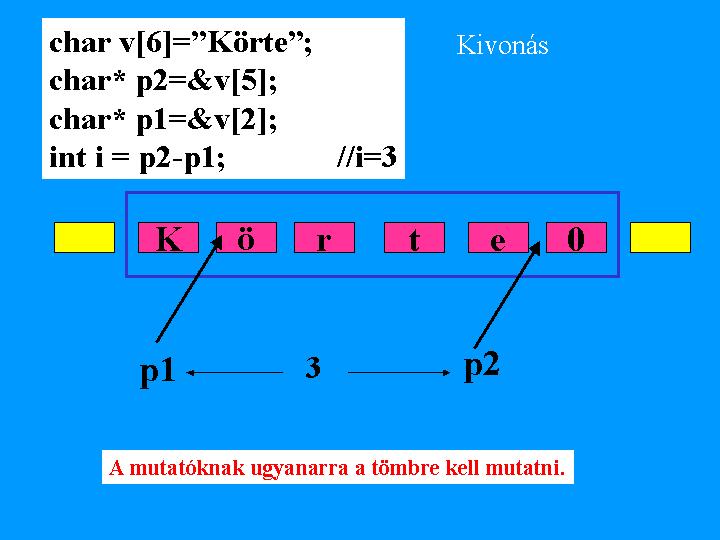 char v[6]=”Körte”;
char* p2=&v[5];
char* p1=&v[2];
int i = p2-p1; //i=3
Kivonás
K ö r t e 0
p1 3 p2
A mutatóknak ugyanarra a tömbre kell mutatni.